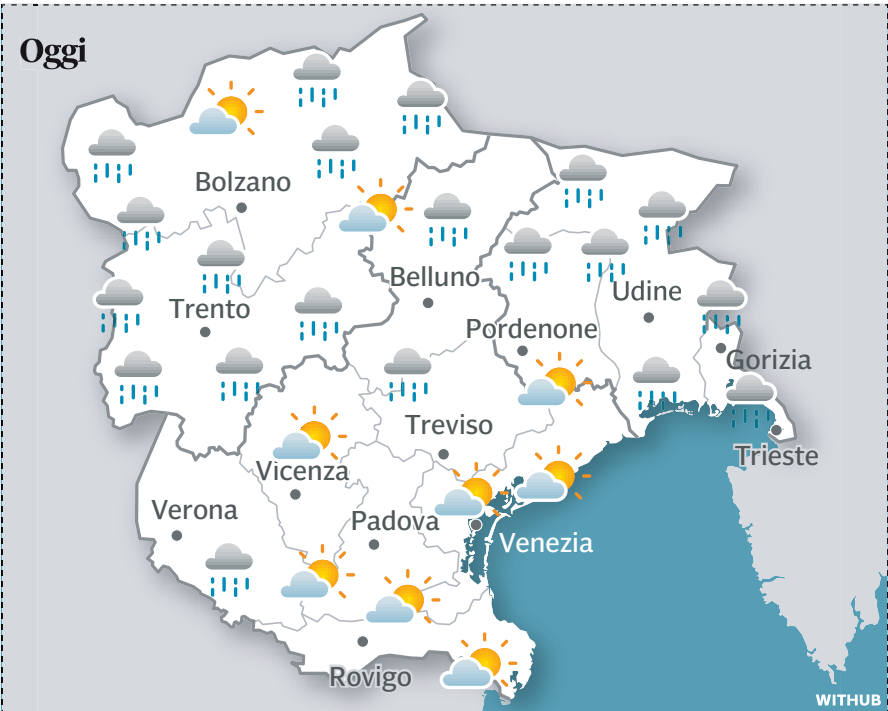 Oggi
Bolzano
Belluno
Udine
Trento
Pordenone
Gorizia
Treviso
Trieste
Vicenza
Verona
Padova
Venezia
Rovigo
WITHUB